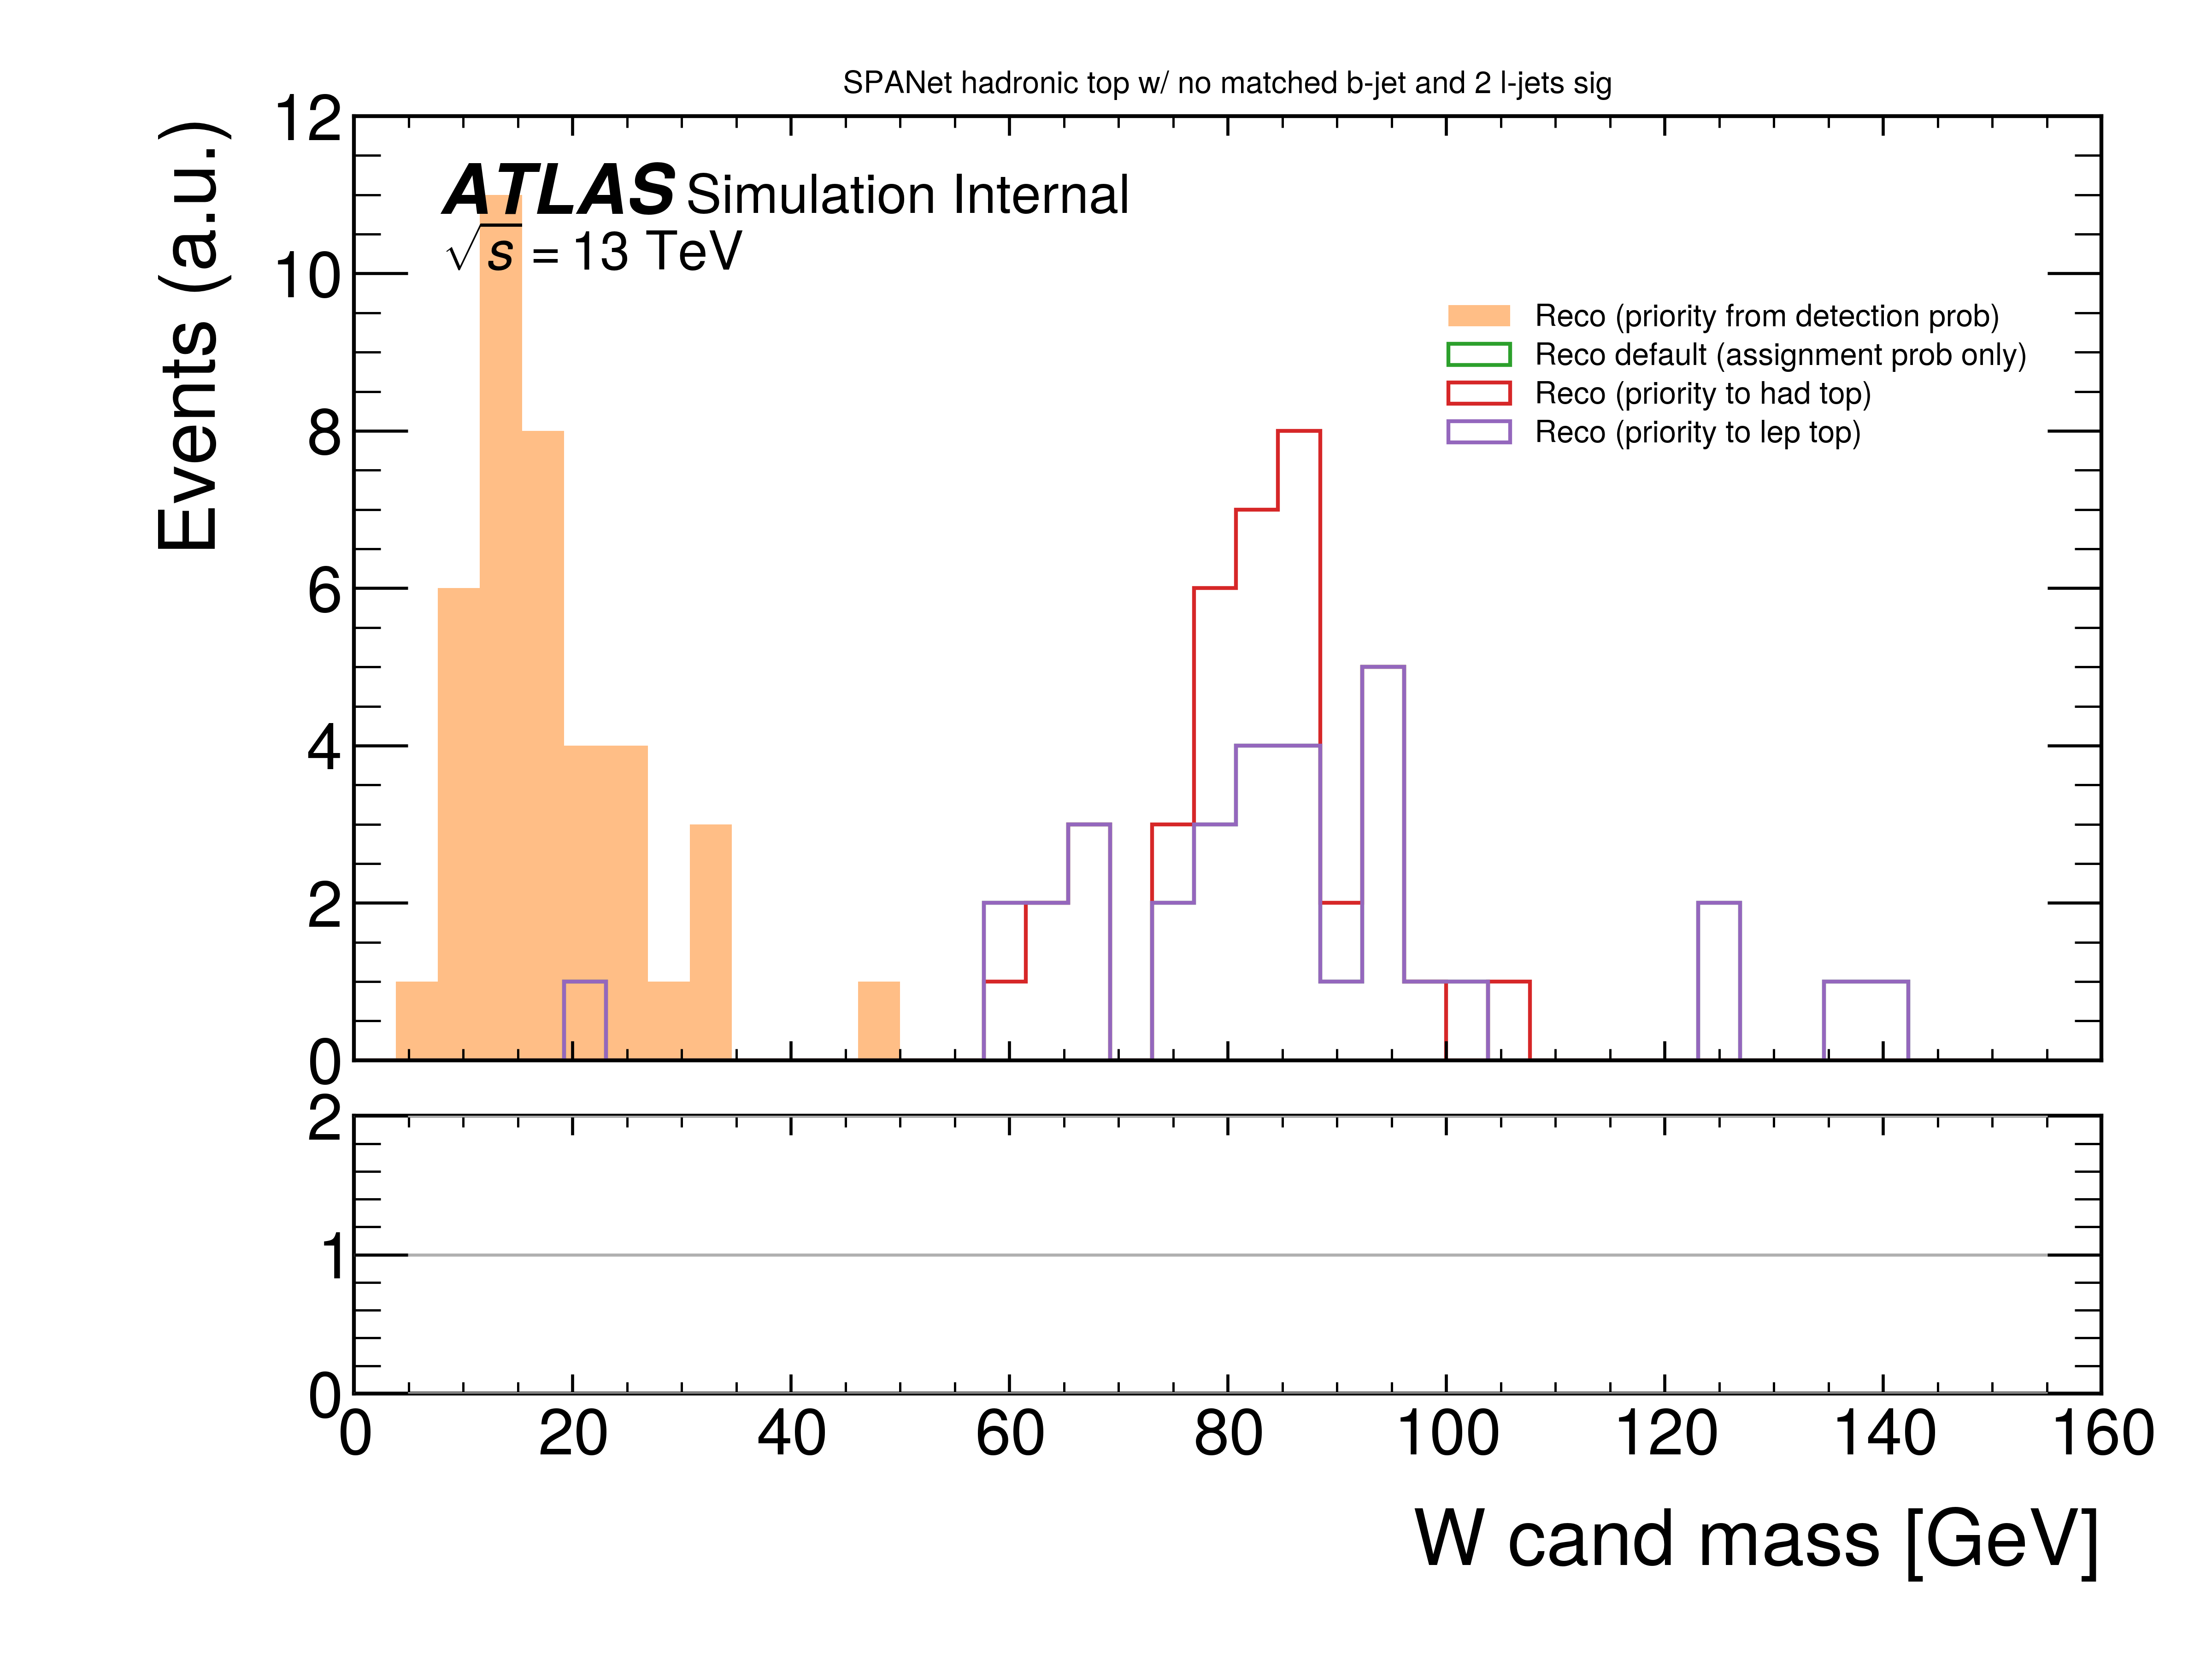 SPANet hadronic top w/ no matched b-jet and 2 l-jets sig
Events (a.u.)
12
10
8
6
4
2
0
ATLAS Simulation Internal
√s = 13 TeV
Reco (priority from detection prob)
Reco default (assignment prob only)
Reco (priority to had top)
Reco (priority to lep top)
2
1
0
0 20 40 60 80 100 120 140 160
W cand mass [GeV]